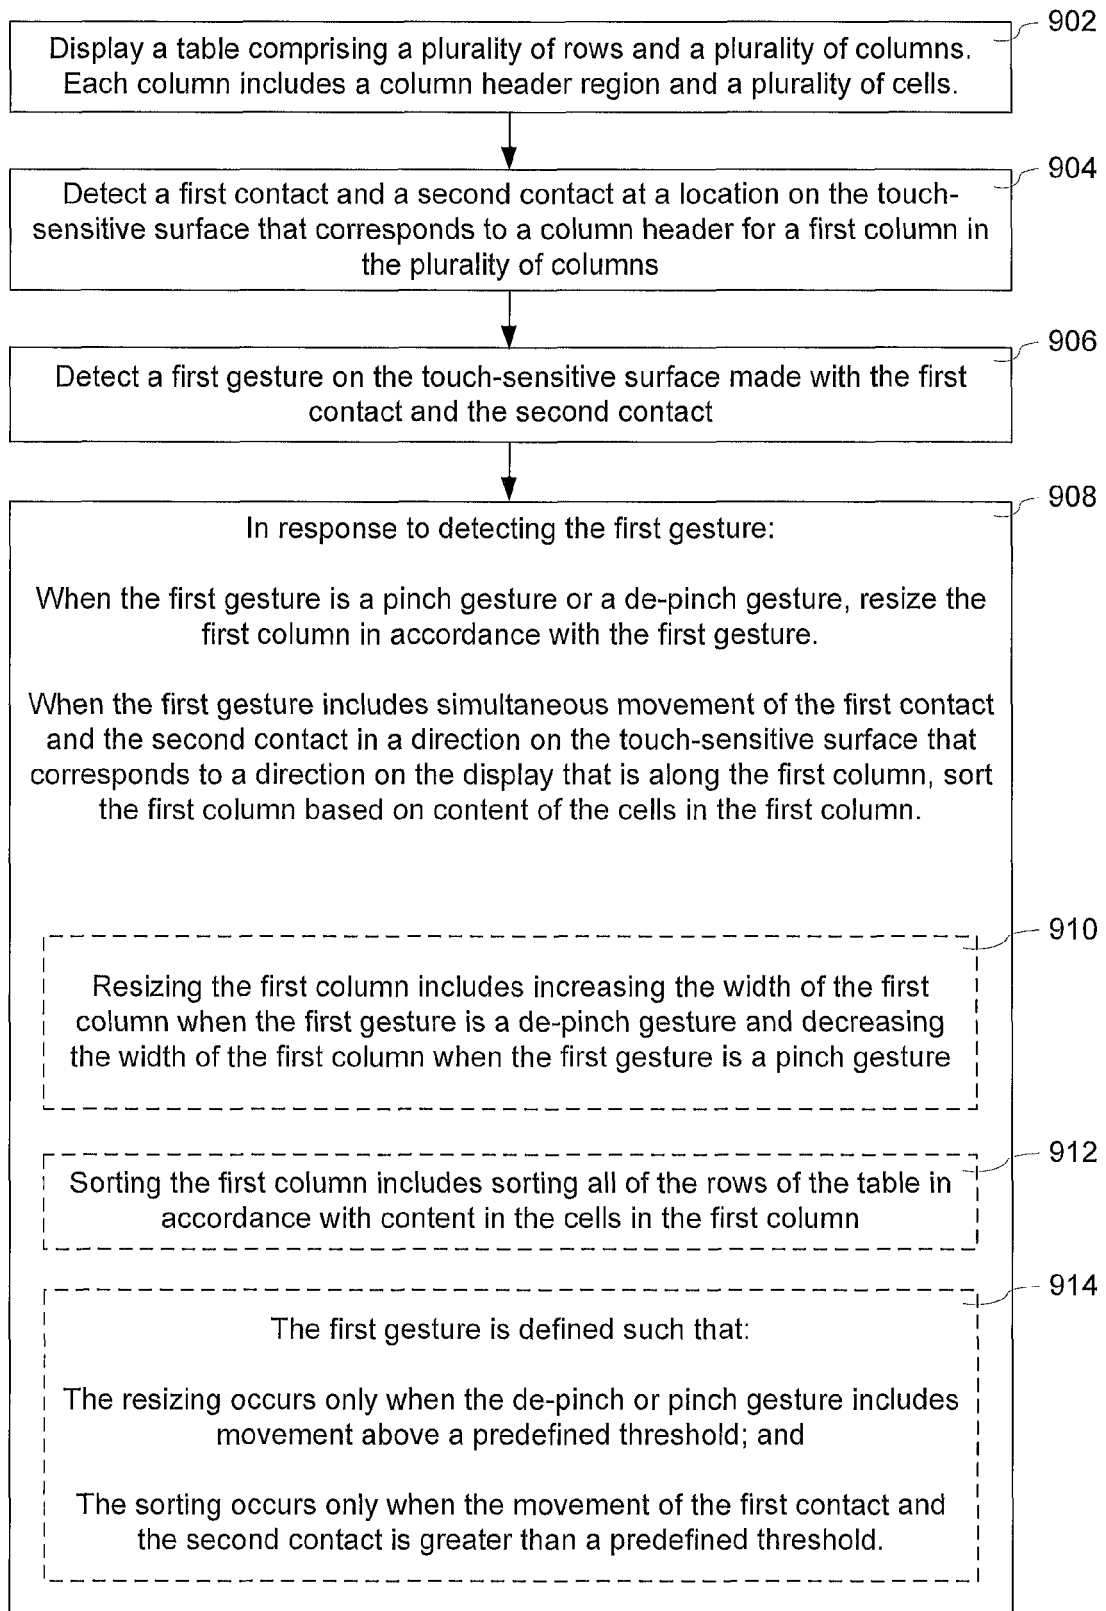 902
Display a table comprising a plurality of rows and a plurality of columns.
Each column includes a column header region and a plurality of cells.
904
Detect a first contact and a second contact at a location on the touch-
sensitive surface that corresponds to a column header for a first column in
the plurality of columns
906
Detect a first gesture on the touch-sensitive surface made with the first
contact and the second contact
908
In response to detecting the first gesture:
When the first gesture is a pinch gesture or a de-pinch gesture, resize the
first column in accordance with the first gesture.
When the first gesture includes simultaneous movement of the first contact
and the second contact in a direction on the touch-sensitive surface that
corresponds to a direction on the display that is along the first column, sort
the first column based on content of the cells in the first column.
910
Resizing the first column includes increasing the width of the first
column when the first gesture is a de-pinch gesture and decreasing
the width of the first column when the first gesture is a pinch gesture
912
Sorting the first column includes sorting all of the rows of the table in
accordance with content in the cells in the first column
914
The first gesture is defined such that:
The resizing occurs only when the de-pinch or pinch gesture includes
movement above a predefined threshold; and
The sorting occurs only when the movement of the first contact and
the second contact is greater than a predefined threshold.